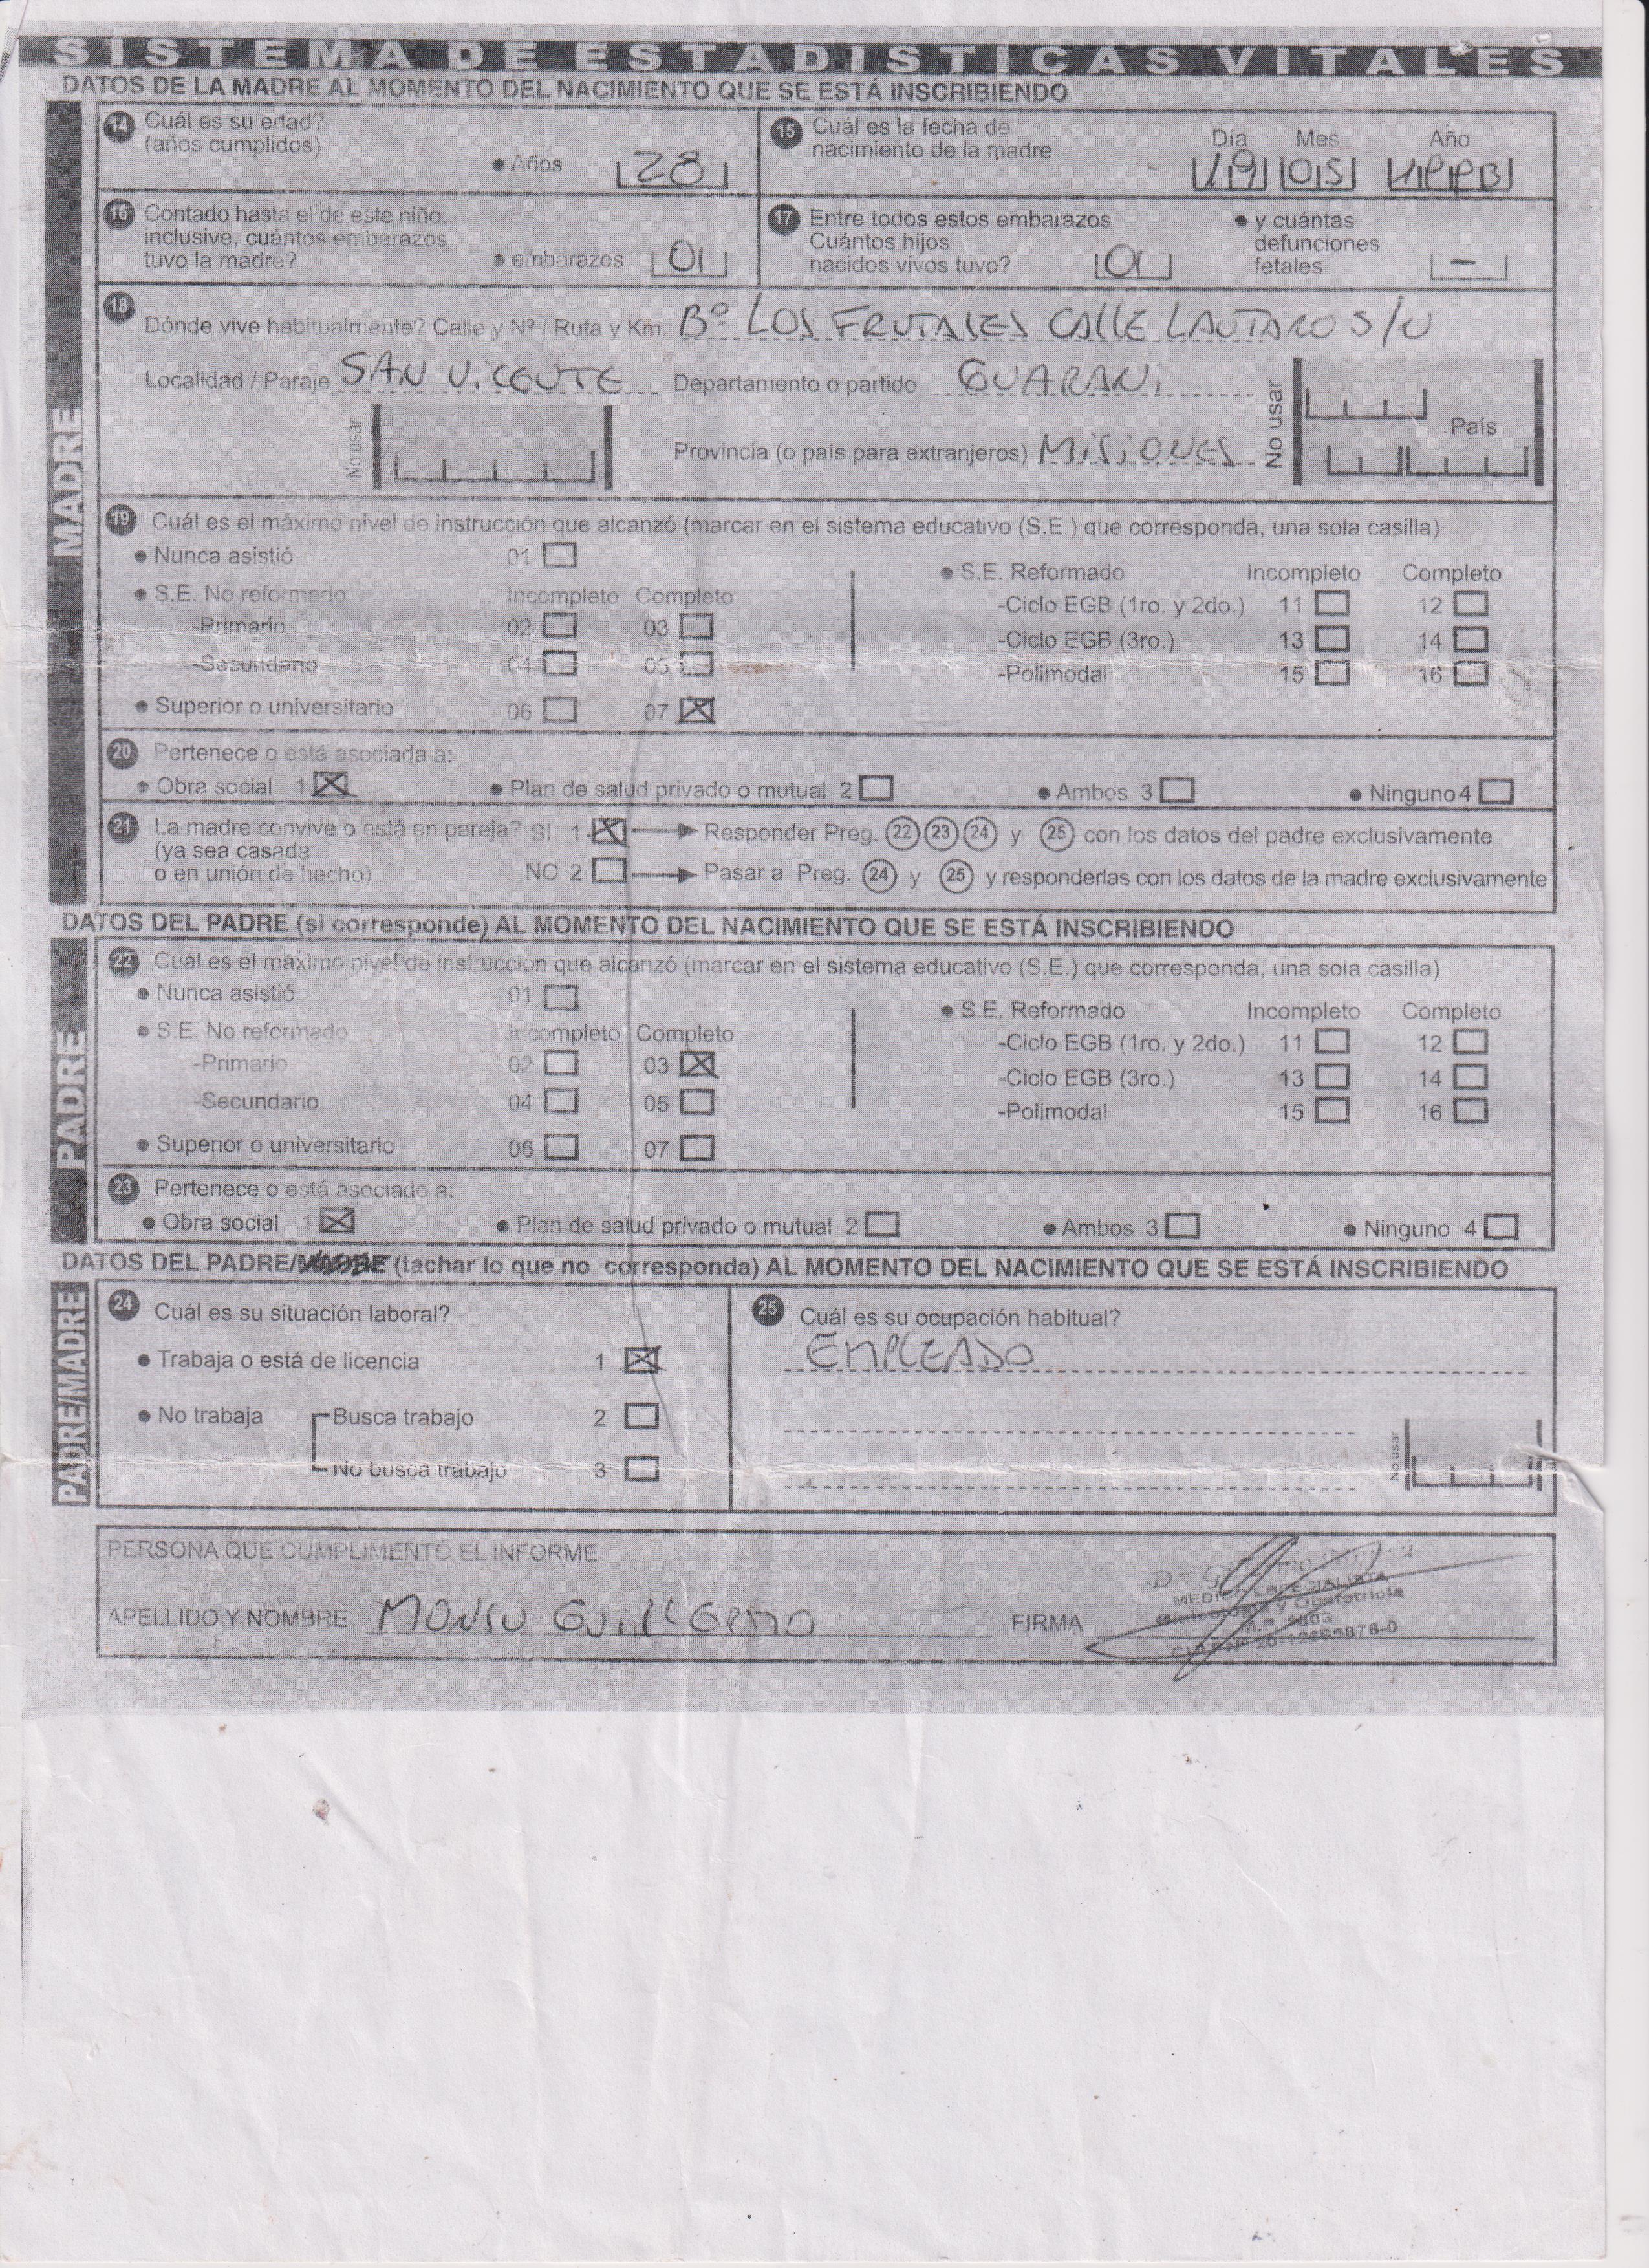 SISTEMA DE ESTADISTICAS VITALES
DATOS DE LA MADRE AL MOMENTO DEL NACIMIENTO QUE SE ESTÁ INSCRIBIENDO
MADRE
14 Cuál es su edad?
(años cumplidos)
• Años 28
15 Cuál es la fecha de
nacimiento de la madre
Día Mes Año
19 05
16 Contado hasta el de este niño.
inclusive, cuántos embarazos
tuvo la madre? • embarazos 01
17 Entre todos estos embarazos
Cuántos hijos
nacidos vivos tuvo? 01
• y cuántas
defunciones
fetales -
18
Dónde vive habitualmente? Calle y Nº / Ruta y Km. Bº LOS FRUTALES CALLE LAUTARO S/N
Localidad / Paraje SAN VICENTE Departamento o partido GUARANI
No usar
Provincia (o país para extranjeros) MISIONES
No usar
País
19 Cuál es el máximo nivel de instrucción que alcanzó (marcar en el sistema educativo (S.E.) que corresponda, una sola casilla)
• Nunca asistió 01
• S.E. No reformado Incompleto Completo
-Primario 02 03
-Secundario 04 05
• Superior o universitario 06 07 X
• S.E. Reformado Incompleto Completo
-Ciclo EGB (1ro. y 2do.) 11 12
-Ciclo EGB (3ro.) 13 14
-Polimodal 15 16
20 Pertenece o está asociada a:
• Obra social 1 X • Plan de salud privado o mutual 2 • Ambos 3 • Ninguno 4
21 La madre convive o está en pareja? SI 1 X → Responder Preg. 22 23 24 y 25 con los datos del padre exclusivamente
(ya sea casada
o en unión de hecho) NO 2 → Pasar a Preg. 24 y 25 y responderlas con los datos de la madre exclusivamente
DATOS DEL PADRE (si corresponde) AL MOMENTO DEL NACIMIENTO QUE SE ESTÁ INSCRIBIENDO
PADRE
22 Cuál es el máximo nivel de instrucción que alcanzó (marcar en el sistema educativo (S.E.) que corresponda, una sola casilla)
• Nunca asistió 01
• S.E. No reformado Incompleto Completo
-Primario 02 03 X
-Secundario 04 05
• Superior o universitario 06 07
• S.E. Reformado Incompleto Completo
-Ciclo EGB (1ro. y 2do.) 11 12
-Ciclo EGB (3ro.) 13 14
-Polimodal 15 16
23 Pertenece o está asociado a:
• Obra social 1 X • Plan de salud privado o mutual 2 • Ambos 3 • Ninguno 4
DATOS DEL PADRE/MADRE (tachar lo que no corresponda) AL MOMENTO DEL NACIMIENTO QUE SE ESTÁ INSCRIBIENDO
PADRE/MADRE
24 Cuál es su situación laboral?
• Trabaja o está de licencia 1 X
• No trabaja Busca trabajo 2
No busca trabajo 3
25 Cuál es su ocupación habitual?
EMPLEADO
No usar
PERSONA QUE CUMPLIMENTÓ EL INFORME
APELLIDO Y NOMBRE MONSU GUILLERMO FIRMA
MEDICO ESPECIALISTA
Ginecología y Obstetricia